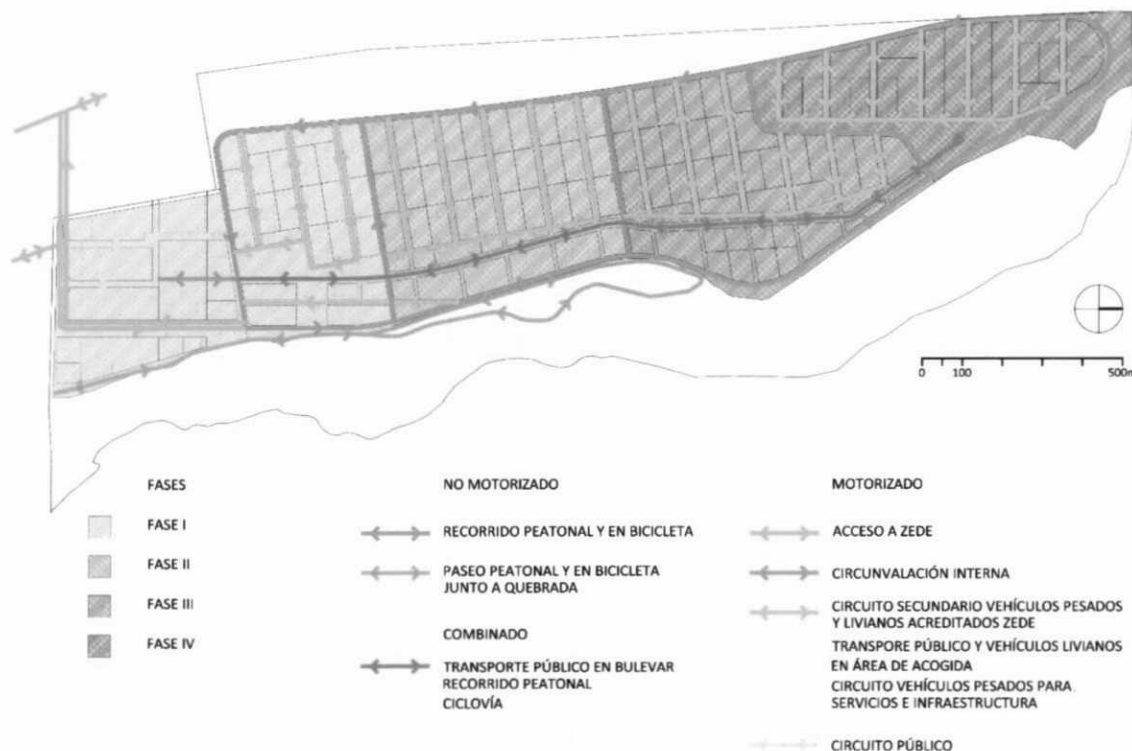 0 100 500m
FASES
FASE I
FASE II
FASE III
FASE IV
NO MOTORIZADO
RECORRIDO PEATONAL Y EN BICICLETA
PASEO PEATONAL Y EN BICICLETA
JUNTO A QUEBRADA
COMBINADO
TRANSPORTE PÚBLICO EN BULEVAR
RECORRIDO PEATONAL
CICLOVÍA
MOTORIZADO
ACCESO A ZEDE
CIRCUNVALACIÓN INTERNA
CIRCUITO SECUNDARIO VEHÍCULOS PESADOS
Y LIVIANOS ACREDITADOS ZEDE
TRANSPORE PÚBLICO Y VEHÍCULOS LIVIANOS
EN ÁREA DE ACOGIDA
CIRCUITO VEHÍCULOS PESADOS PARA
SERVICIOS E INFRAESTRUCTURA
CIRCUITO PÚBLICO